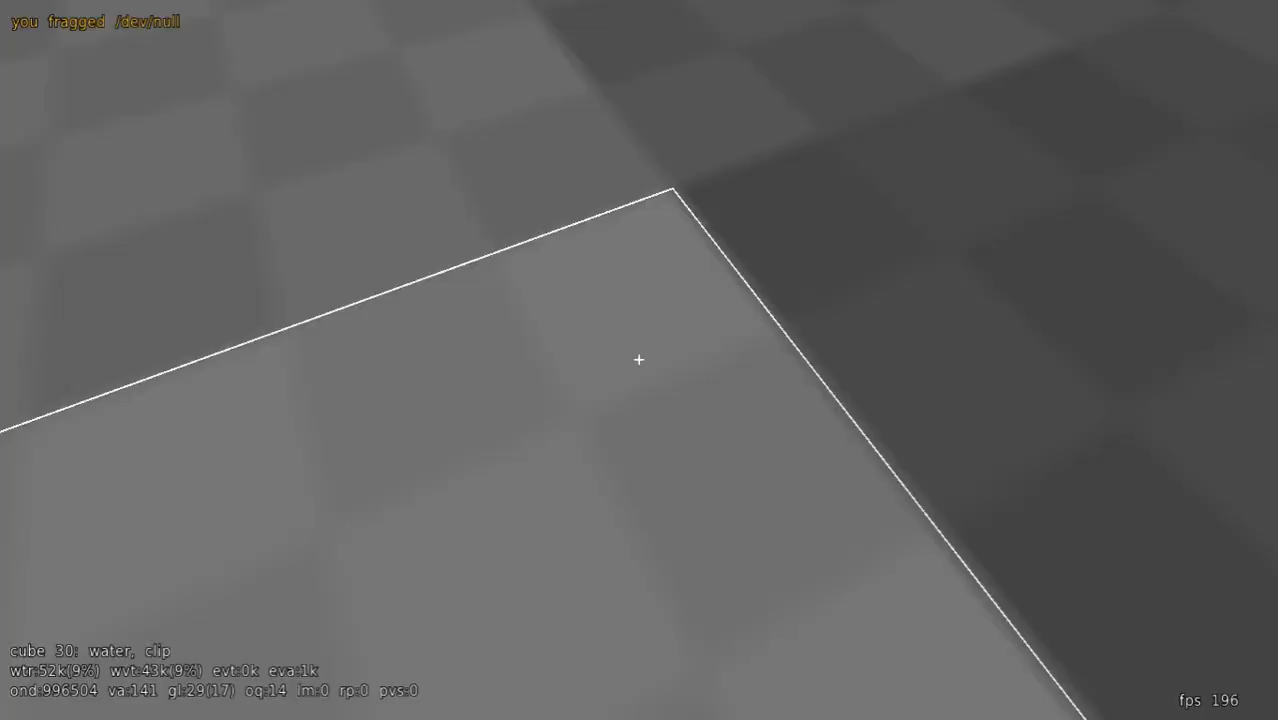 you fragged /dev/null
cube 30: water, clip
wtr:52k(9%) wvt:43k(9%) evt:0k eva:1k
ond:996504 va:141 gl:29(17) oq:14 lm:0 rp:0 pvs:0
fps 196